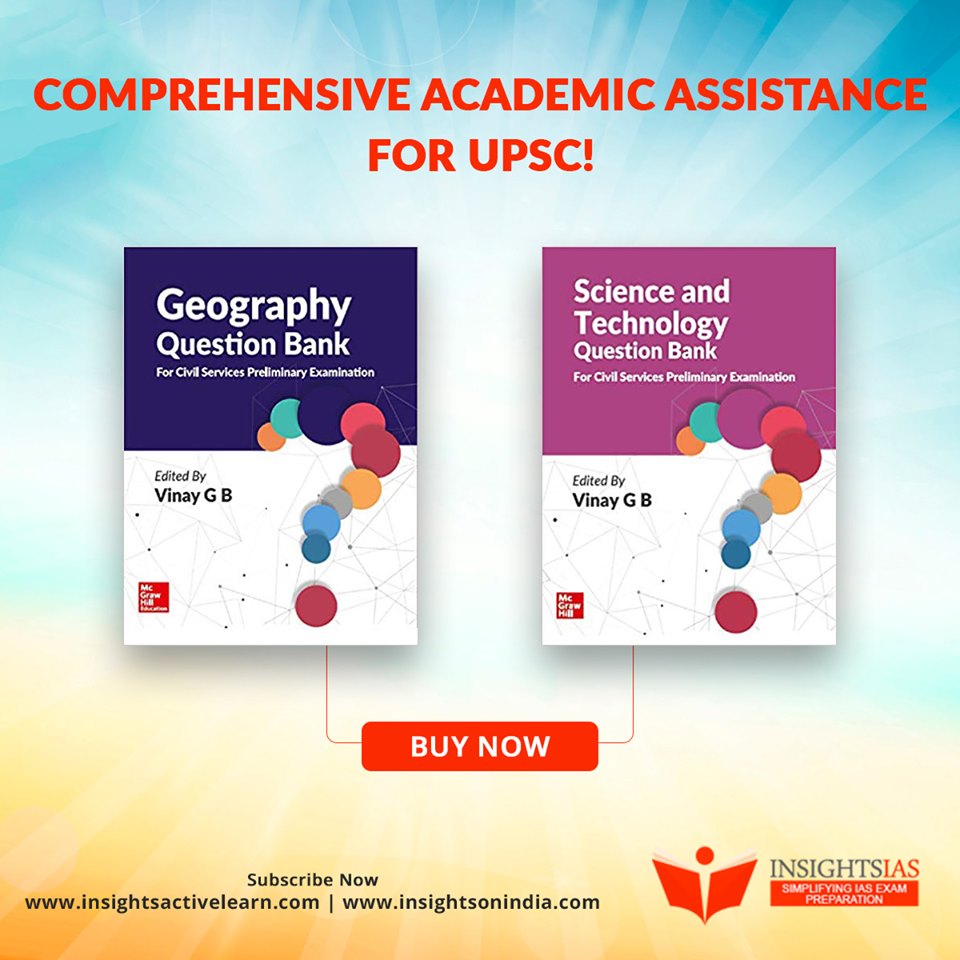 COMPREHENSIVE ACADEMIC ASSISTANCE
FOR UPSC!
Geography
Question Bank
For Civil Services Preliminary Examination
Edited By
Vinay G B
Mc
Graw
Hill
Education
Science and
Technology
Question Bank
For Civil Services Preliminary Examination
Edited By
Vinay G B
Mc
Graw
Hill
BUY NOW
Subscribe Now
www.insightsactivelearn.com | www.insightsonindia.com
INSIGHTSIAS
SIMPLIFYING IAS EXAM
PREPARATION